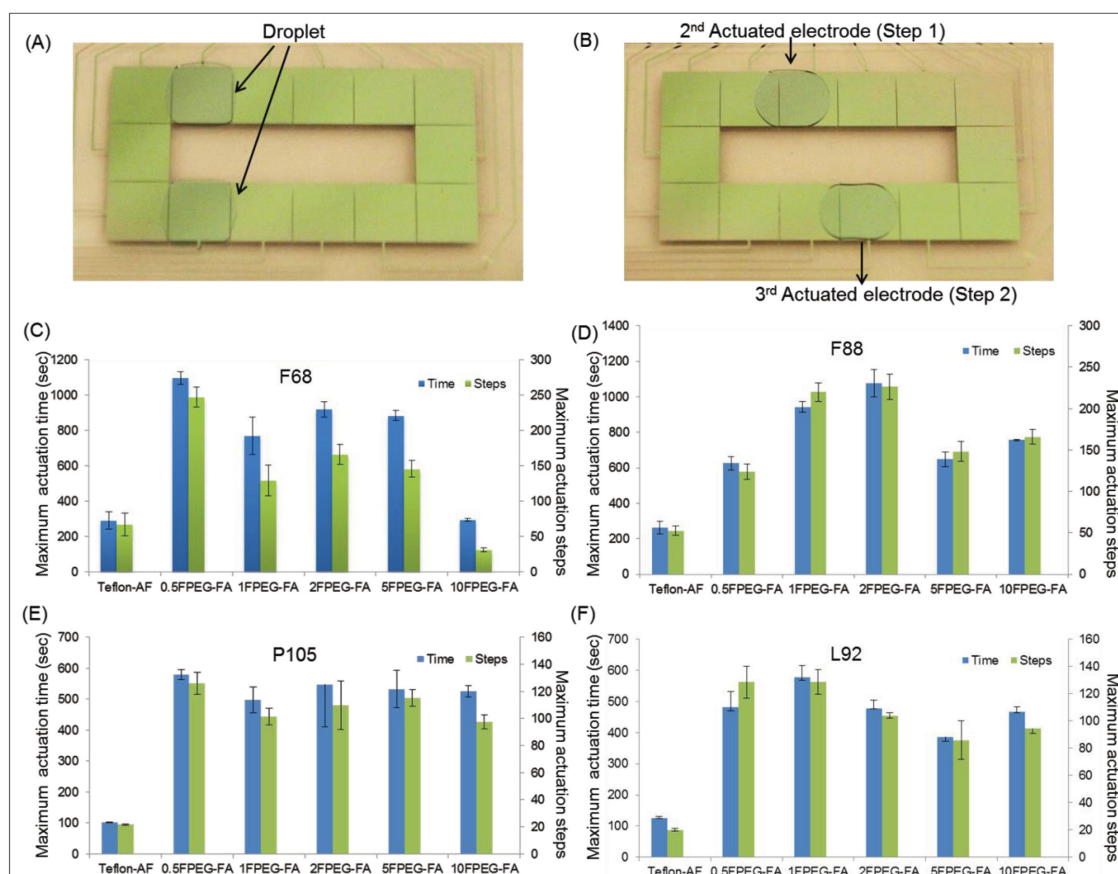 (A)
Droplet
(B)
2nd Actuated electrode (Step 1)
3rd Actuated electrode (Step 2)
(C)
F68
Time
Steps
Maximum actuation time (sec)
1200
1000
800
600
400
200
0
Maximum actuation steps
300
250
200
150
100
50
0
Teflon-AF 0.5FPEG-FA 1FPEG-FA 2FPEG-FA 5FPEG-FA 10FPEG-FA
(D)
F88
Time
Steps
Maximum actuation time (sec)
1400
1200
1000
800
600
400
200
0
Maximum actuation steps
300
250
200
150
100
50
0
Teflon-AF 0.5FPEG-FA 1FPEG-FA 2FPEG-FA 5FPEG-FA 10FPEG-FA
(E)
P105
Time
Steps
Maximum actuation time (sec)
700
600
500
400
300
200
100
0
Maximum actuation steps
160
140
120
100
80
60
40
20
0
Teflon-AF 0.5FPEG-FA 1FPEG-FA 2FPEG-FA 5FPEG-FA 10FPEG-FA
(F)
L92
Time
Steps
Maximum actuation time (sec)
700
600
500
400
300
200
100
0
Maximum actuation steps
160
140
120
100
80
60
40
20
0
Teflon-AF 0.5FPEG-FA 1FPEG-FA 2FPEG-FA 5FPEG-FA 10FPEG-FA